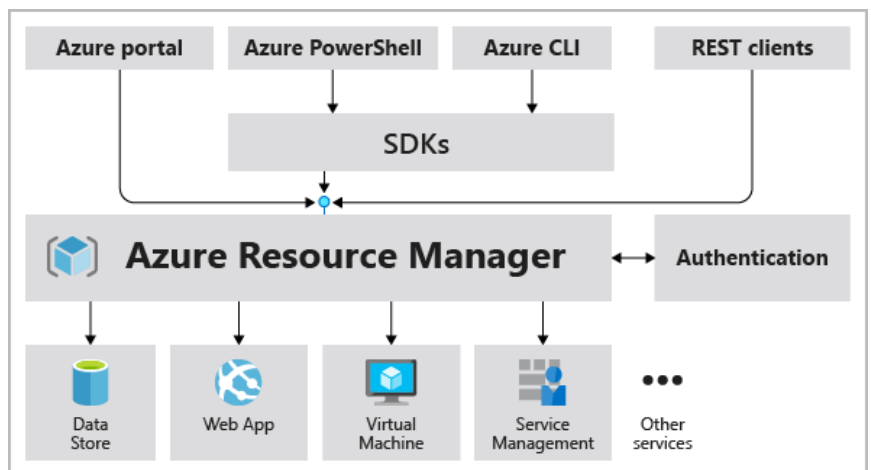 Azure portal
Azure PowerShell
Azure CLI
REST clients
SDKs
Azure Resource Manager
Authentication
Data
Store
Web App
Virtual
Machine
Service
Management
Other
services